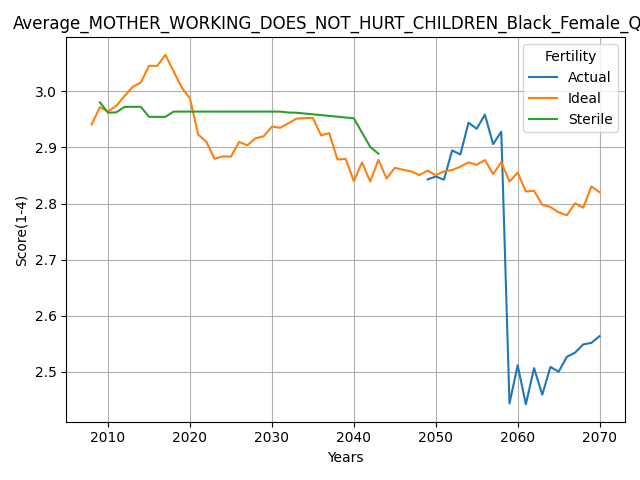 Average_MOTHER_WORKING_DOES_NOT_HURT_CHILDREN_Black_Female_Q
Fertility
Actual
Ideal
Sterile
Score(1-4)
3.0
2.9
2.8
2.7
2.6
2.5
2010 2020 2030 2040 2050 2060 2070
Years